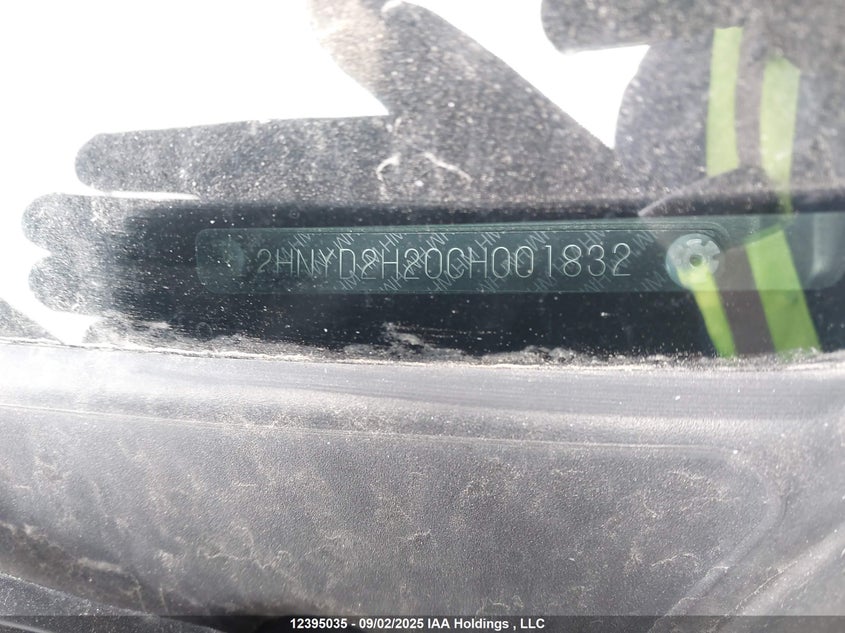 2HNYD2H20CH001832
12395035 - 09/02/2025 IAA Holdings , LLC